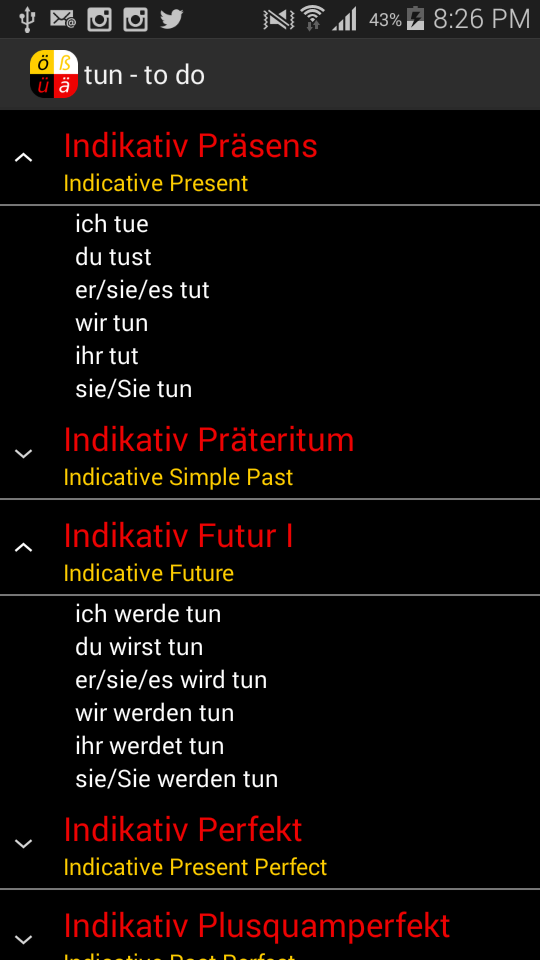 43% 8:26 PM
ö ß ü ä
tun - to do
Indikativ Präsens
Indicative Present
ich tue
du tust
er/sie/es tut
wir tun
ihr tut
sie/Sie tun
Indikativ Präteritum
Indicative Simple Past
Indikativ Futur I
Indicative Future
ich werde tun
du wirst tun
er/sie/es wird tun
wir werden tun
ihr werdet tun
sie/Sie werden tun
Indikativ Perfekt
Indicative Present Perfect
Indikativ Plusquamperfekt
Indicative Past Perfect